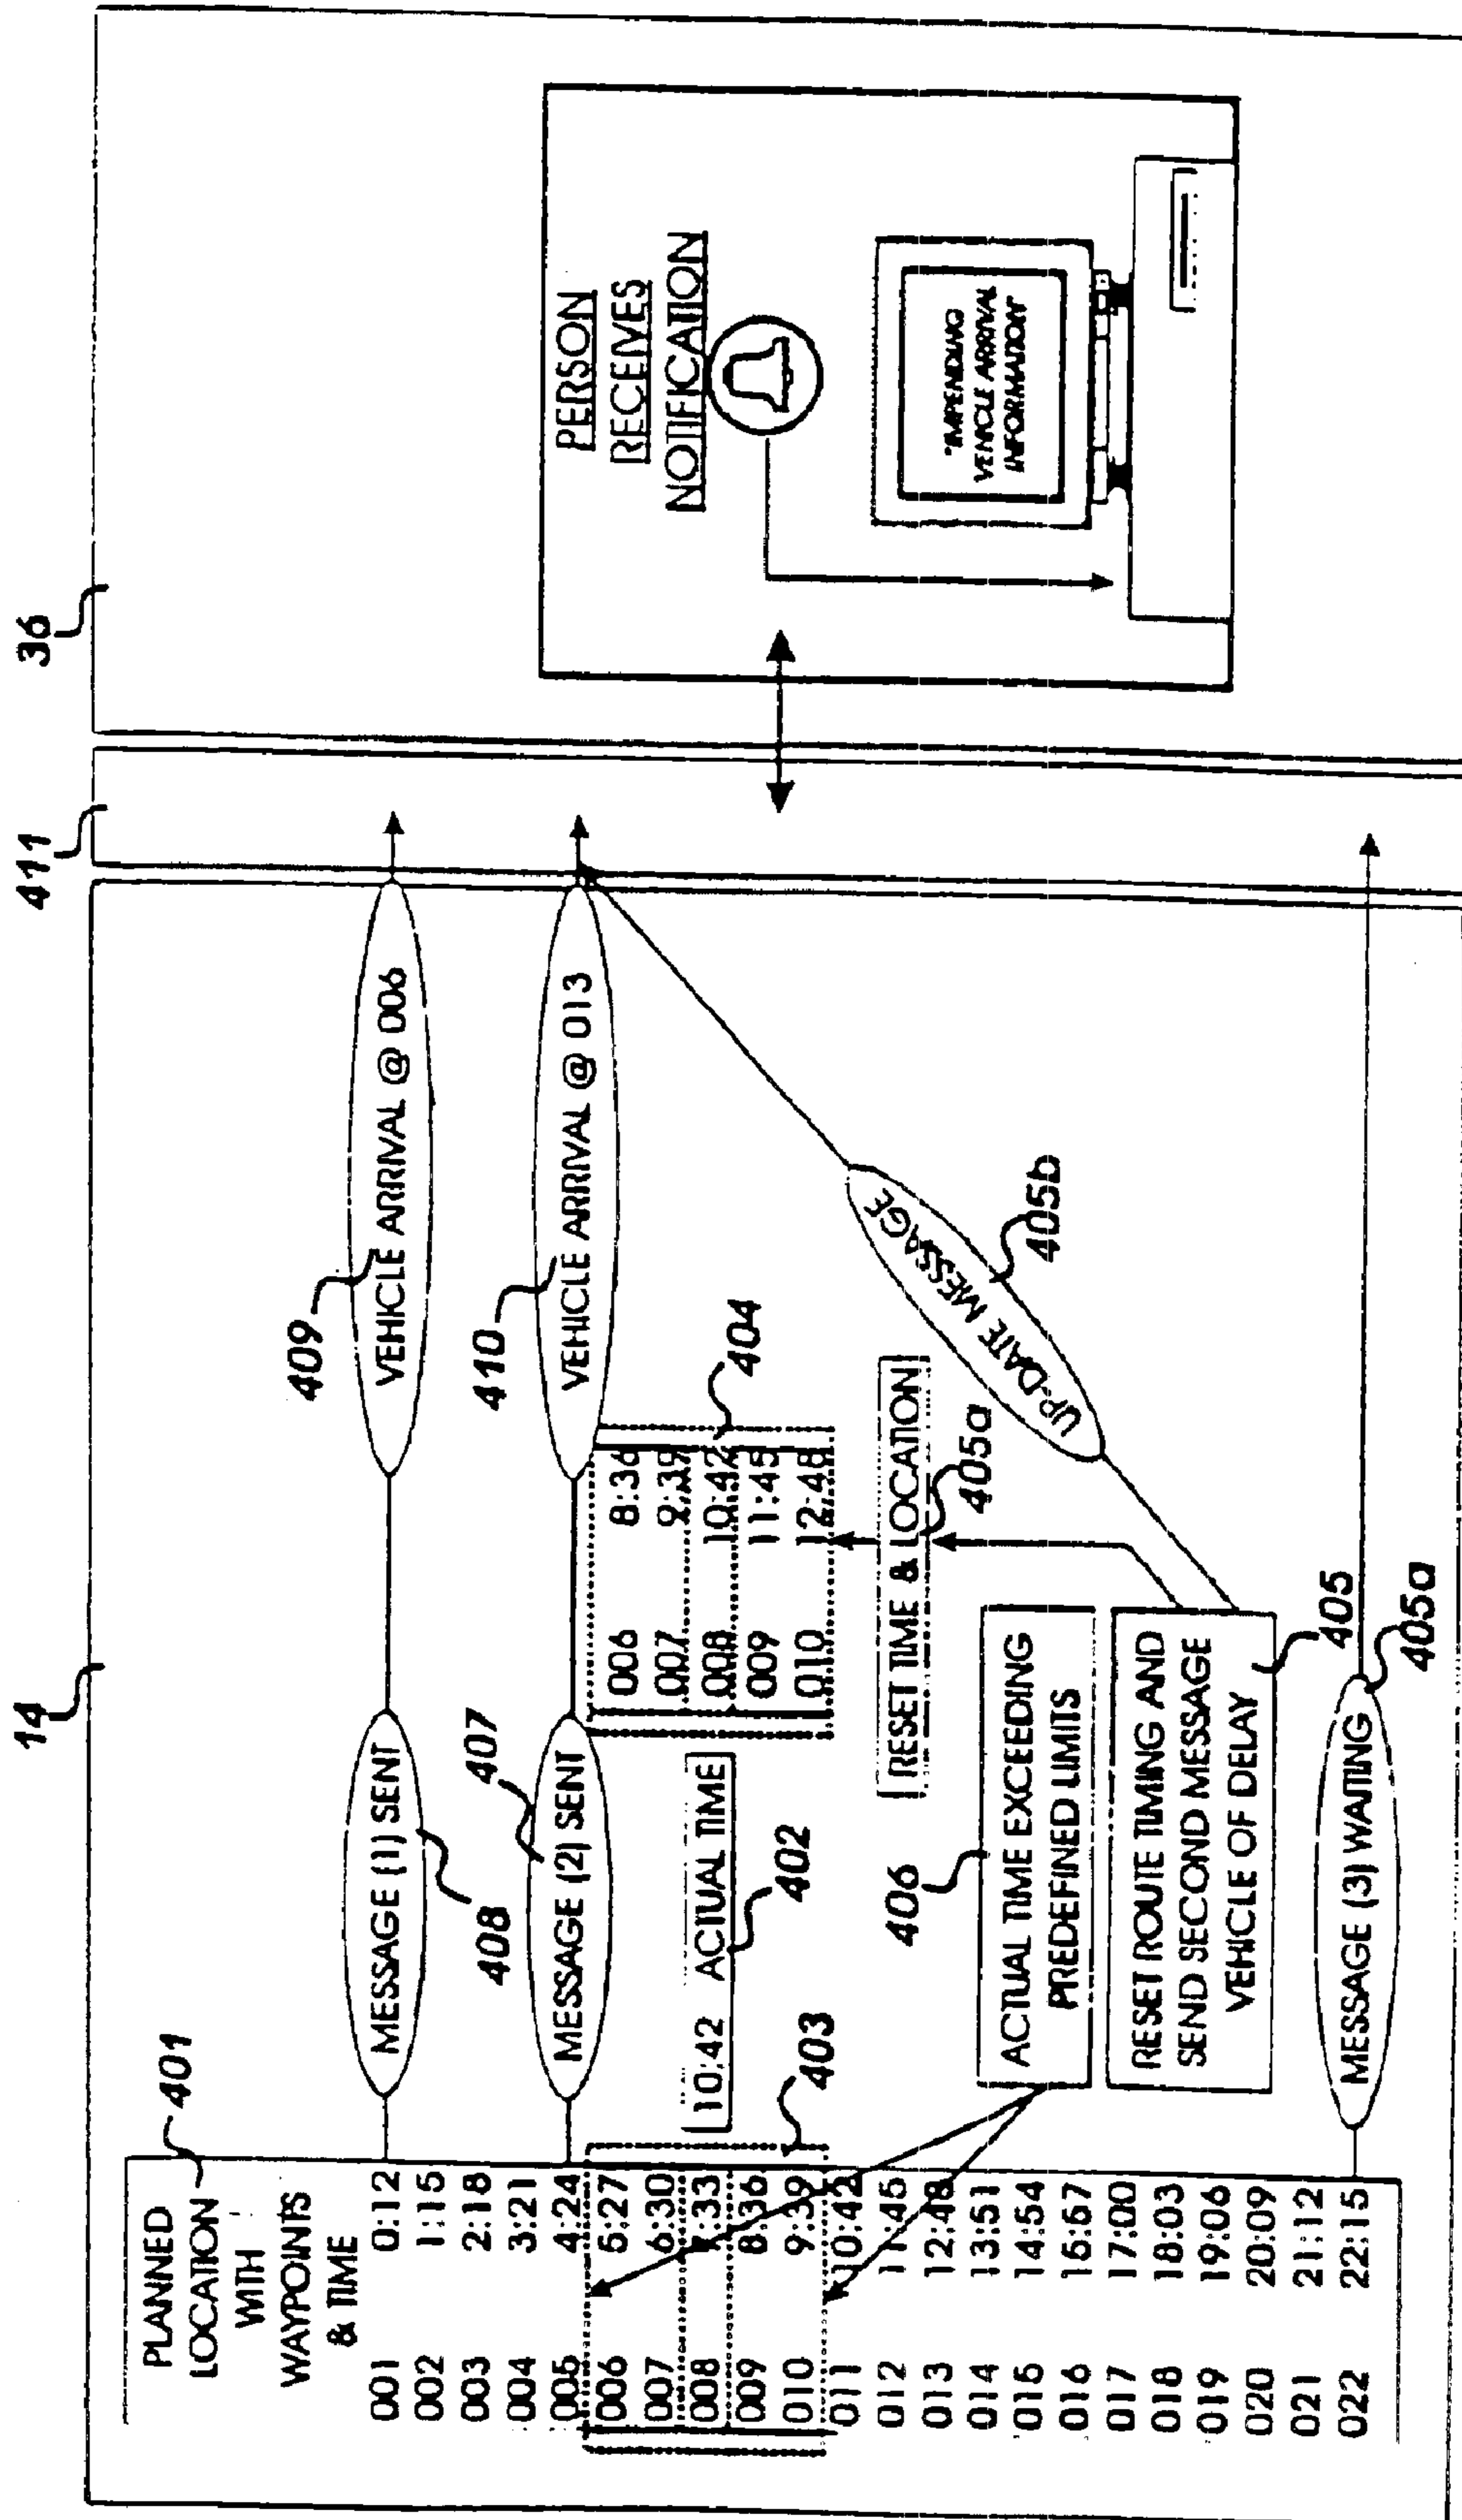 14
411
36
PLANNED
LOCATION
WITH
WAYPOINTS
& TIME
401
001 0:12
002 1:15
003 2:18
004 3:21
005 4:24
006 5:27
007 6:30
008 7:33
009 8:36
010 9:39
011 10:42
012 11:45
013 12:48
014 13:51
015 14:54
016 15:57
017 17:00
018 18:03
019 19:06
020 20:09
021 21:12
022 22:15
MESSAGE (1) SENT
408
VEHICLE ARRIVAL @ 006
409
MESSAGE (2) SENT
407
VEHICLE ARRIVAL @ 013
410
10:42 ACTUAL TIME
402
403
006 8:36
007 9:39
008 10:42
009 11:45
010 12:48
404
RESET TIME & LOCATION
405a
406
ACTUAL TIME EXCEEDING
PREDEFINED LIMITS
RESET ROUTE TIMING AND
SEND SECOND MESSAGE
VEHICLE OF DELAY
405
UP-DATE MESSAGE
405b
MESSAGE (3) WAITING
405a
PERSON
RECEIVES
NOTIFICATION
"IMPENDING
VEHICLE ARRIVAL
INFORMATION"